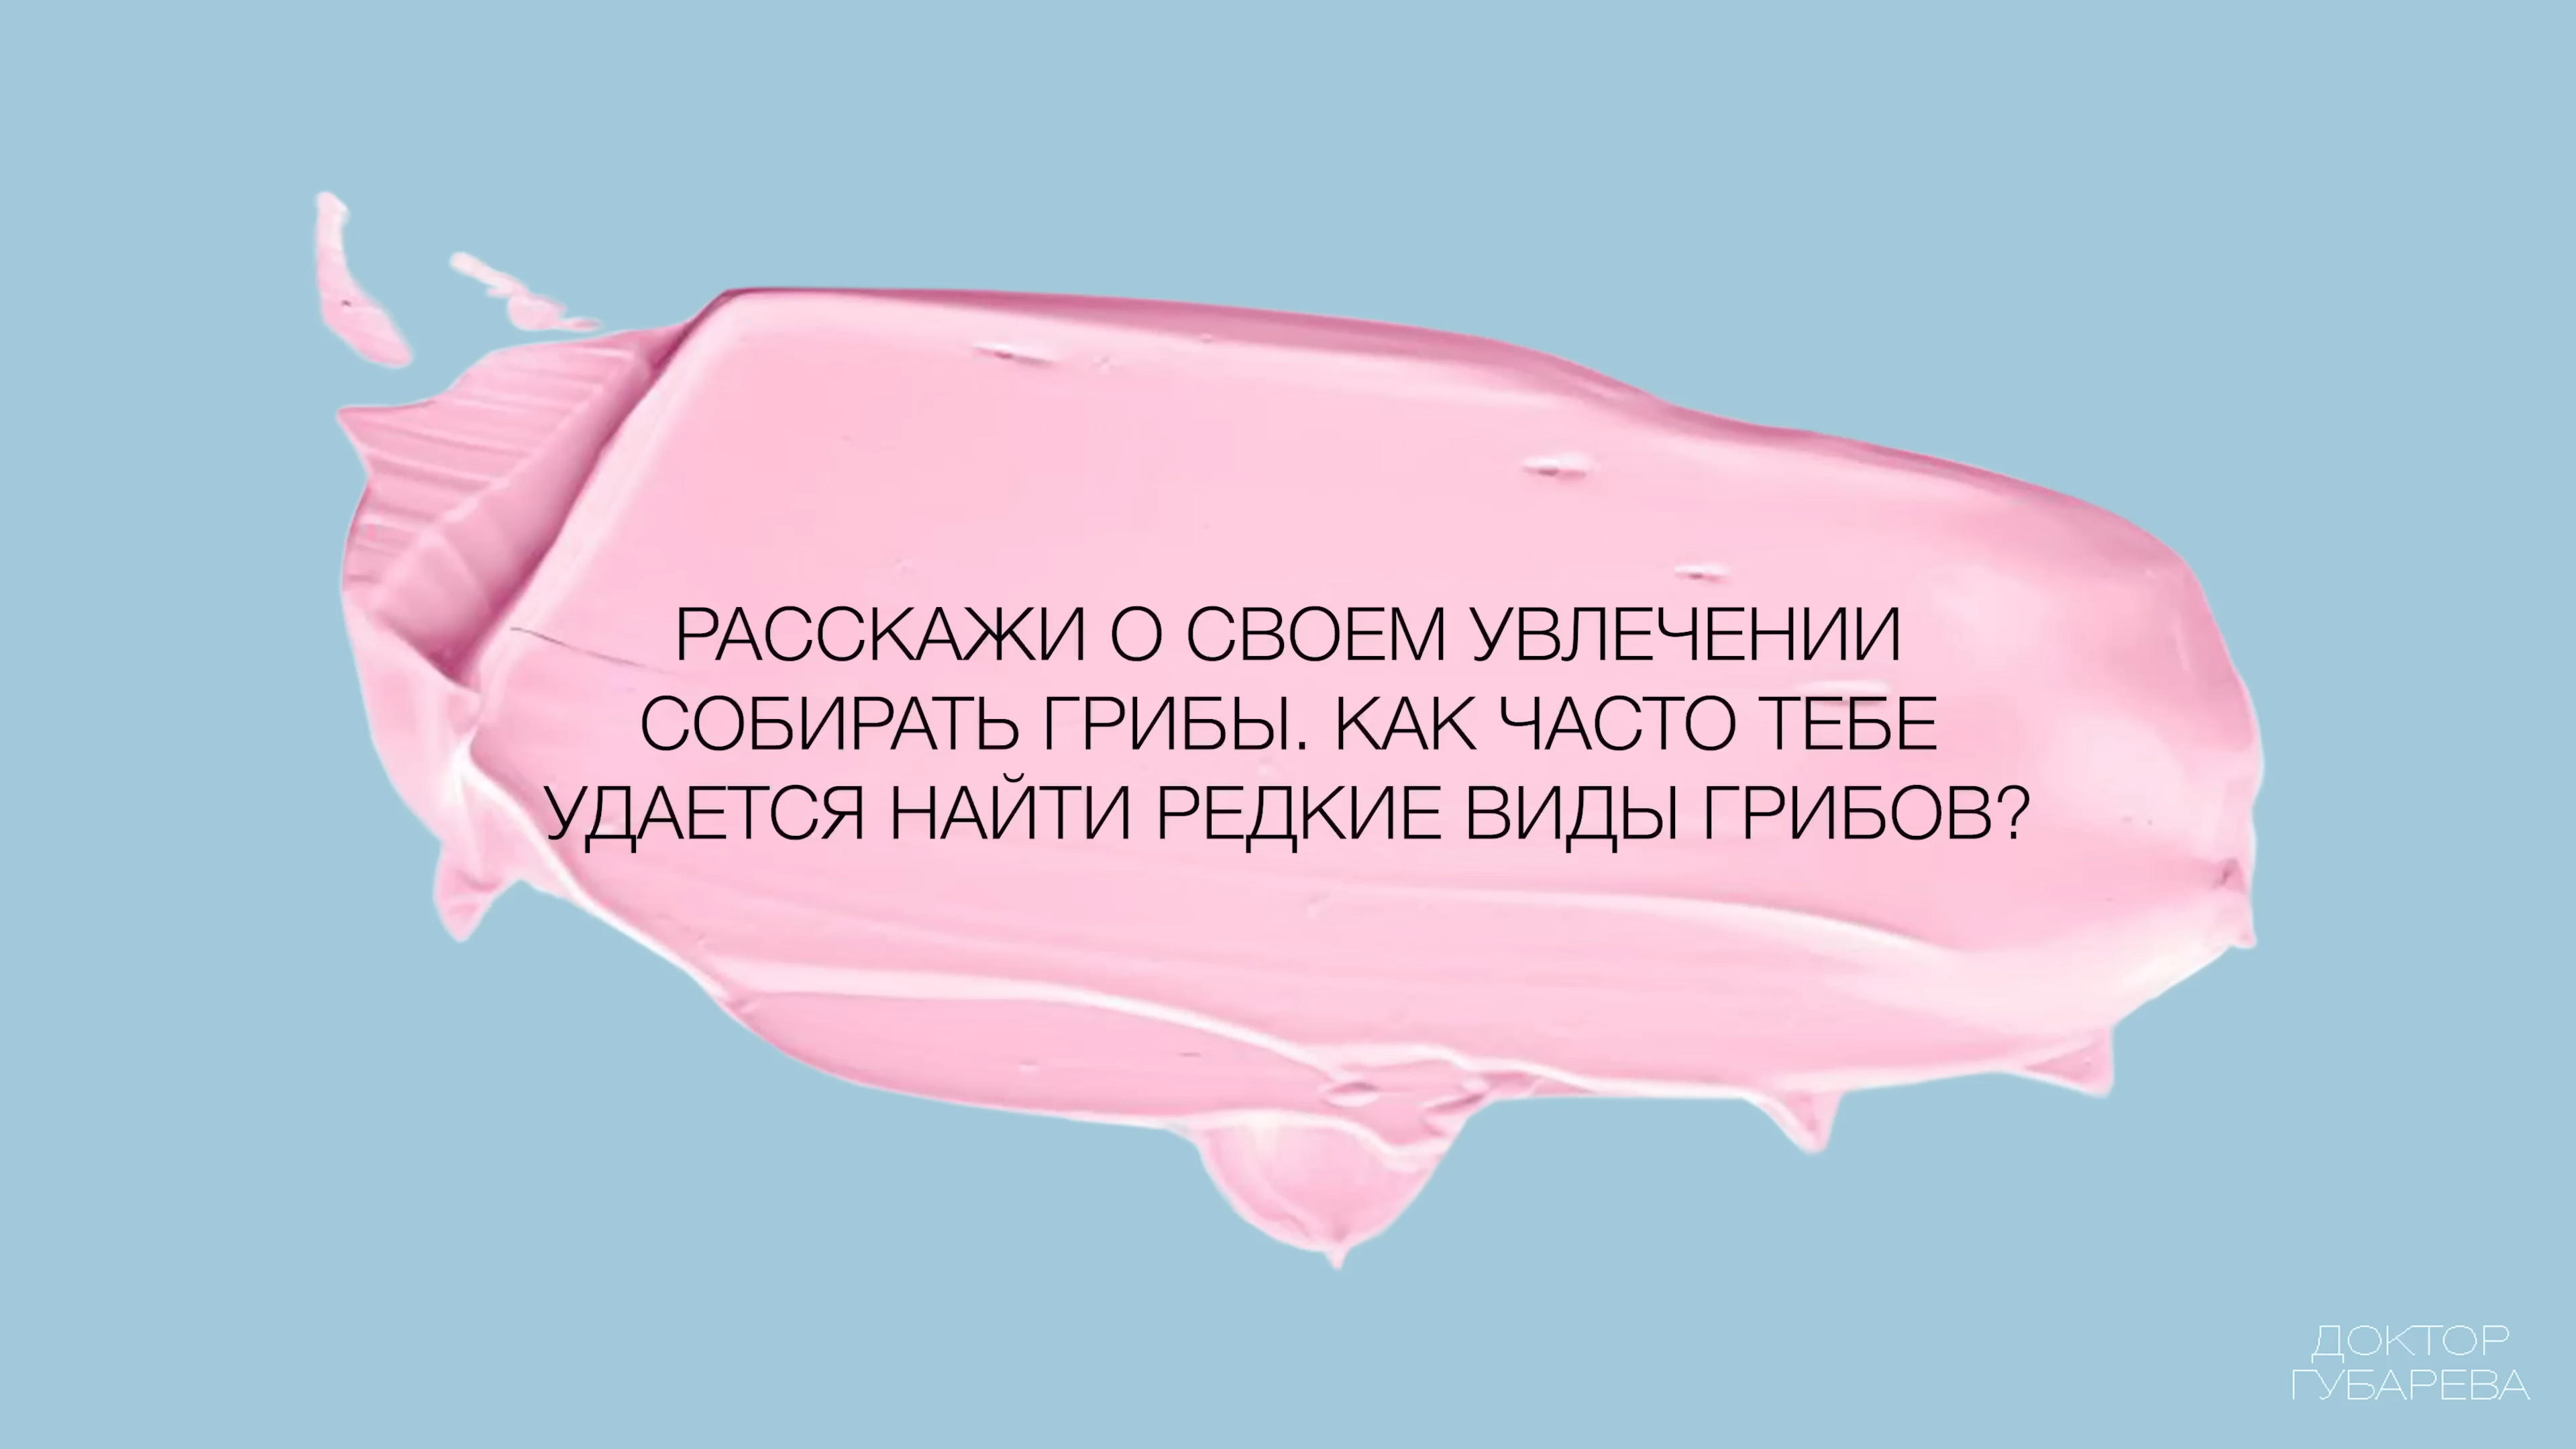 РАССКАЖИ О СВОЕМ УВЛЕЧЕНИИ
СОБИРАТЬ ГРИБЫ. КАК ЧАСТО ТЕБЕ
УДАЕТСЯ НАЙТИ РЕДКИЕ ВИДЫ ГРИБОВ?
ДОКТОР
ГУБАРЕВА